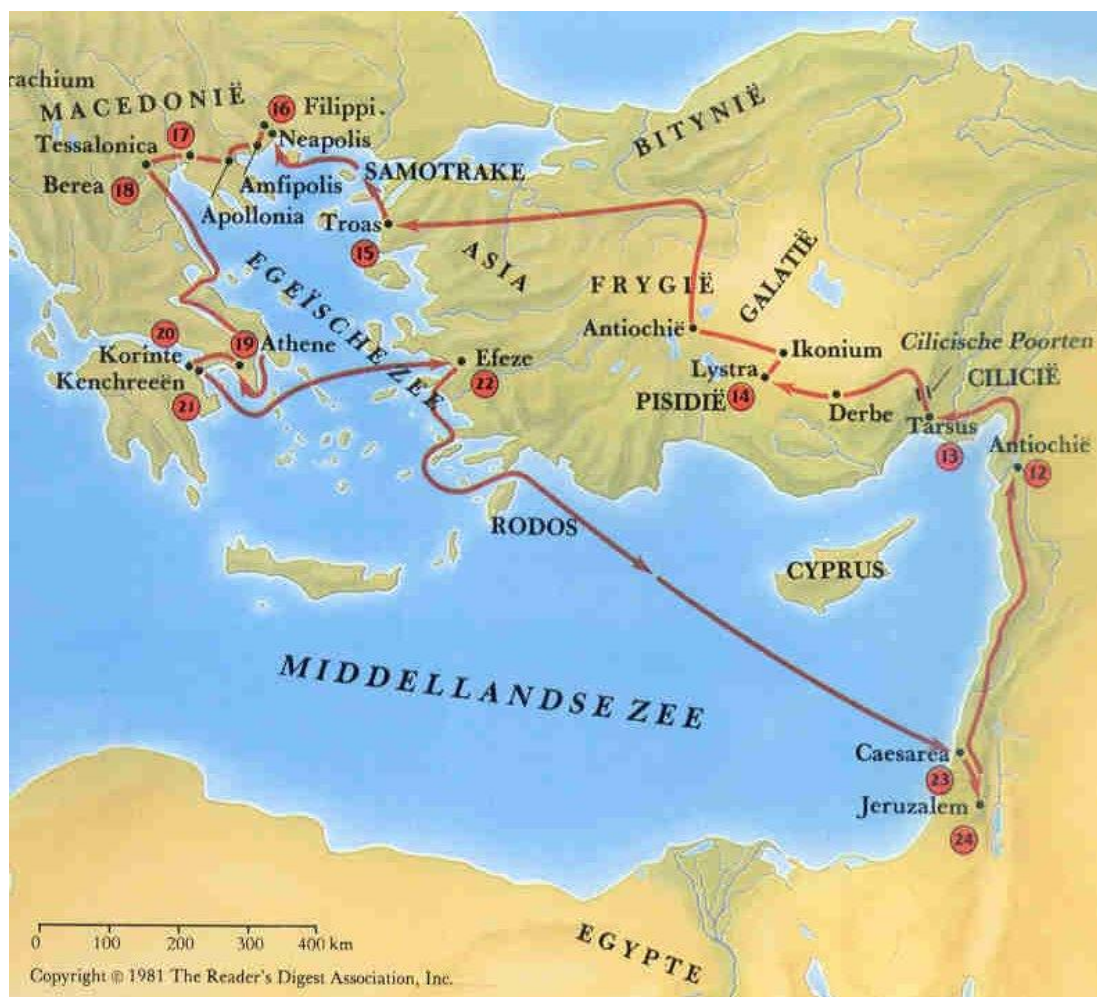 rachium
MACEDONIË
16 Filippi.
17
Tessalonica
Neapolis
Berea 18
Amfipolis
Apollonia
SAMOTRAKE
Troas
15
BITYNIË
ASIA
EGEÏSCHE ZEE
FRYGIË
GALATIË
Antiochië
Ikonium
Cilicische Poorten
Lystra
PISIDIË 14
Derbe
CILICIË
Tarsus
13
Antiochië
12
20
19 Athene
Korinte
Kenchreeën
21
Efeze
22
RODOS
CYPRUS
MIDDELLANDSE ZEE
Caesarea
23
Jeruzalem
24
EGYPTE
0 100 200 300 400 km
Copyright © 1981 The Reader's Digest Association, Inc.